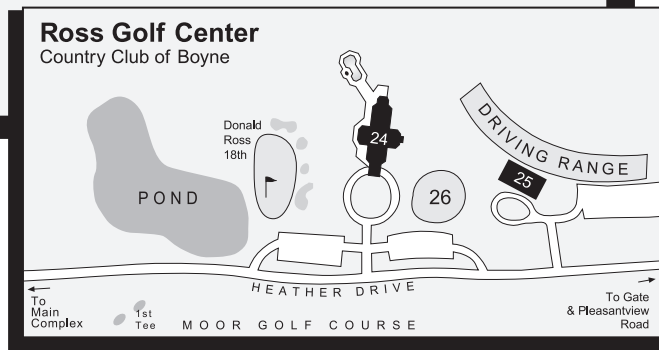 Ross Golf Center
Country Club of Boyne
Donald
Ross
18th
24
DRIVING RANGE
25
26
POND
HEATHER DRIVE
To
Main
Complex
1st
Tee
MOOR GOLF COURSE
To Gate
& Pleasantview
Road